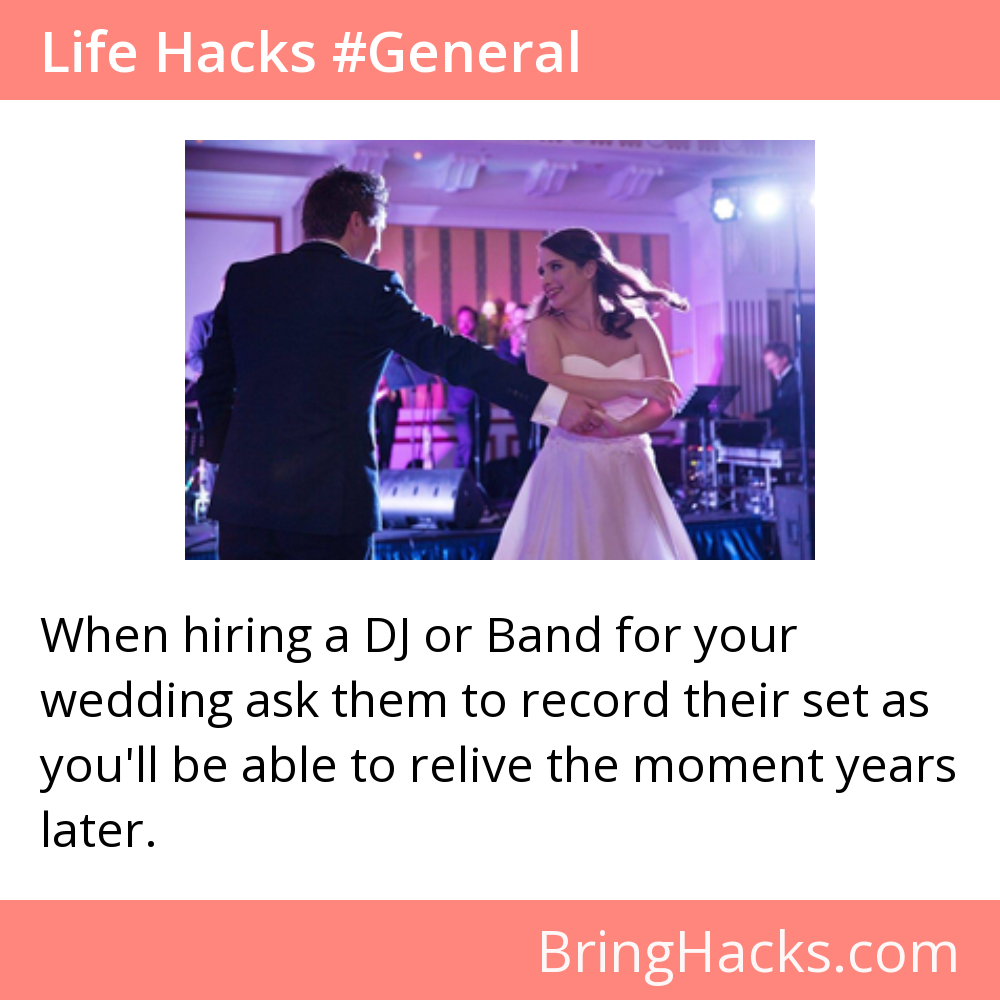 Life Hacks #General
When hiring a DJ or Band for your
wedding ask them to record their set as
you'll be able to relive the moment years
later.
BringHacks.com